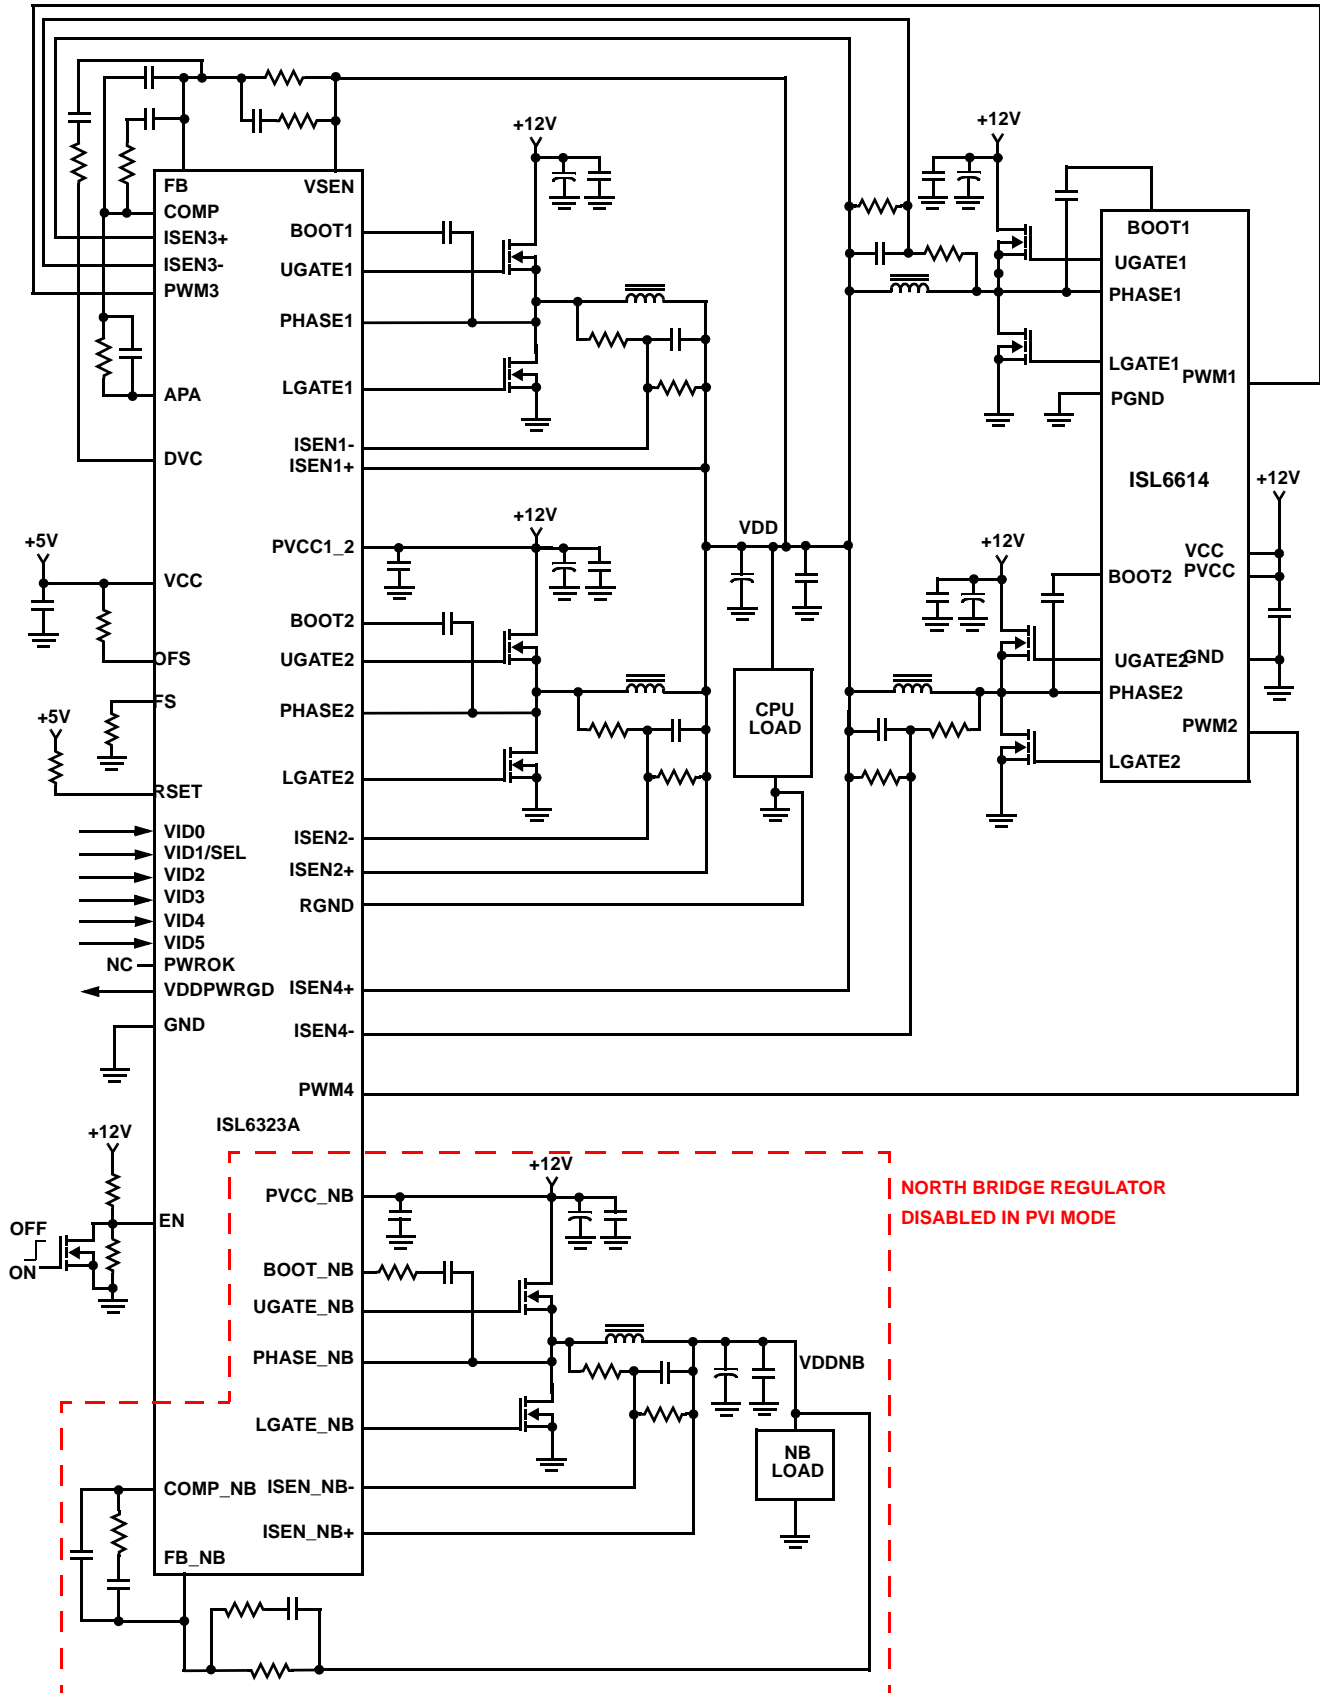 +12V
+12V
FB
VSEN
COMP
ISEN3+
ISEN3-
PWM3
APA
DVC
BOOT1
UGATE1
PHASE1
LGATE1
ISEN1-
ISEN1+
BOOT1
UGATE1
PHASE1
LGATE1
PWM1
PGND
ISL6614
+12V
+12V
VDD
+5V
PVCC1_2
VCC
+12V
VCC
PVCC
BOOT2
BOOT2
UGATE2
OFS
UGATE2
GND
FS
PHASE2
CPU
LOAD
PHASE2
+5V
PWM2
LGATE2
LGATE2
RSET
VID0
VID1/SEL
VID2
VID3
VID4
VID5
NC
PWROK
VDDPWRGD
GND
ISEN2-
ISEN2+
RGND
ISEN4+
ISEN4-
PWM4
ISL6323A
+12V
+12V
PVCC_NB
NORTH BRIDGE REGULATOR
DISABLED IN PVI MODE
EN
OFF
ON
BOOT_NB
UGATE_NB
PHASE_NB
VDDNB
LGATE_NB
NB
LOAD
COMP_NB
ISEN_NB-
ISEN_NB+
FB_NB